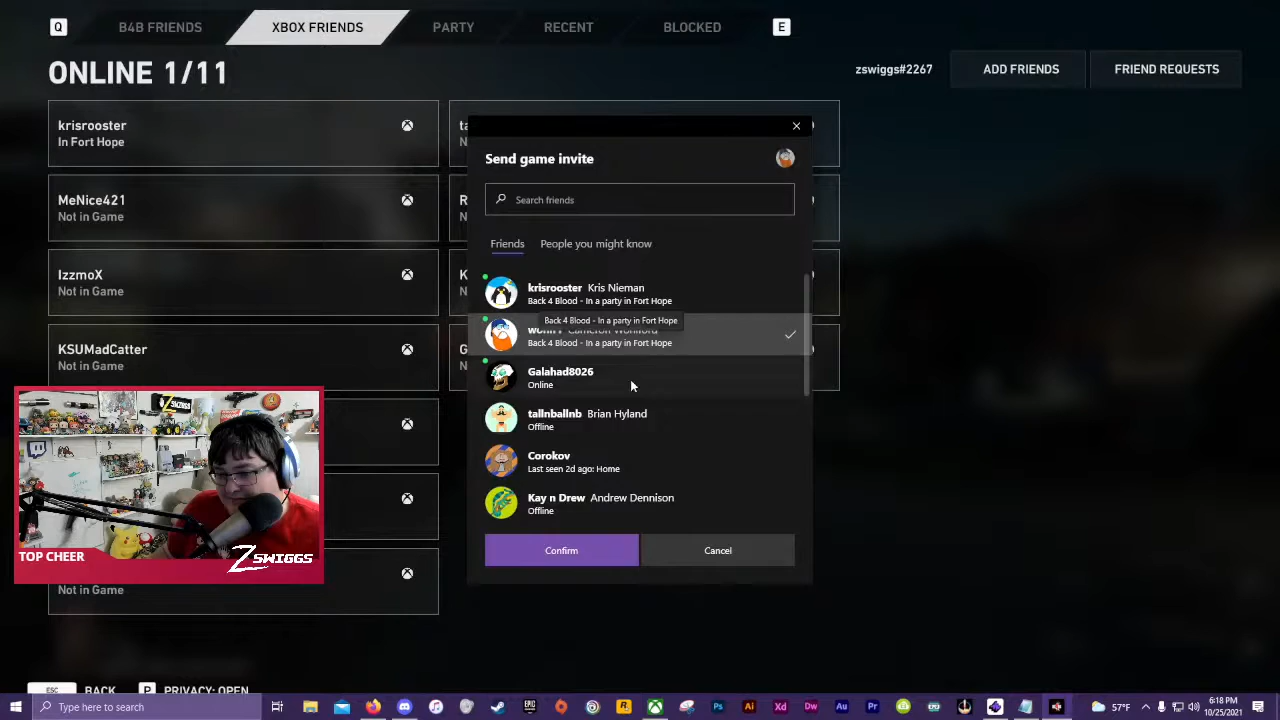 Q
B4B FRIENDS
XBOX FRIENDS
PARTY
RECENT
BLOCKED
E
ONLINE 1/11
zswiggs#2267
ADD FRIENDS
FRIEND REQUESTS
krisrooster
In Fort Hope
MeNice421
Not in Game
IzzmoX
Not in Game
KSUMadCatter
Not in Game
Not in Game
Send game invite
Search friends
Friends
People you might know
krisrooster Kris Nieman
Back 4 Blood - In a party in Fort Hope
Back 4 Blood - In a party in Fort Hope
Back 4 Blood - In a party in Fort Hope
Galahad8026
Online
tallnballnb Brian Hyland
Offline
Corokov
Last seen 2d ago: Home
Kay n Drew Andrew Dennison
Offline
Confirm
Cancel
ZSWIGGS
TOP CHEER
ZSWIGGS
ESC BACK
P PRIVACY: OPEN
Type here to search
57°F
6:18 PM
10/25/2021